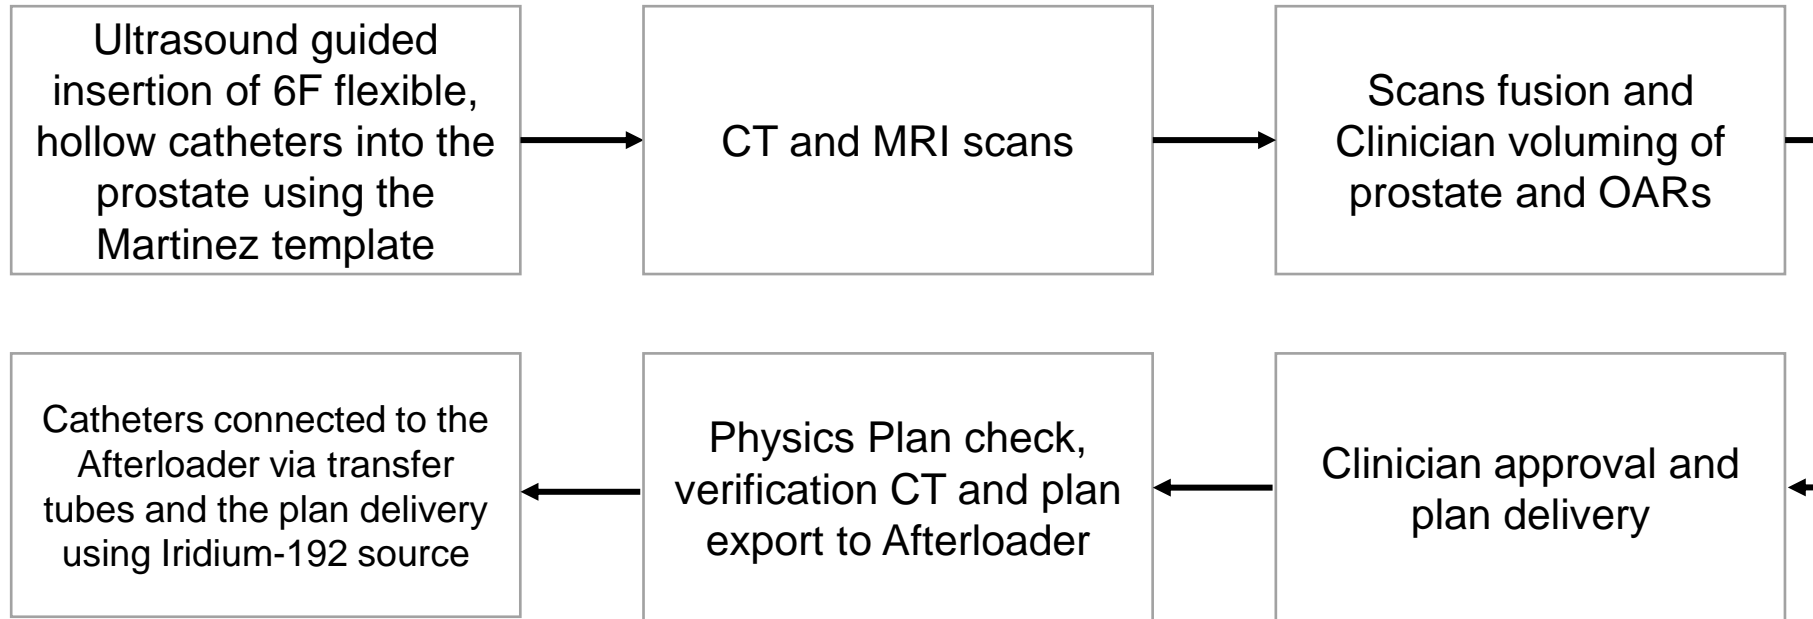 Ultrasound guided
insertion of 6F flexible,
hollow catheters into the
prostate using the
Martinez template
CT and MRI scans
Scans fusion and
Clinician voluming of
prostate and OARs
Clinician approval and
plan delivery
Physics Plan check,
verification CT and plan
export to Afterloader
Catheters connected to the
Afterloader via transfer
tubes and the plan delivery
using Iridium-192 source